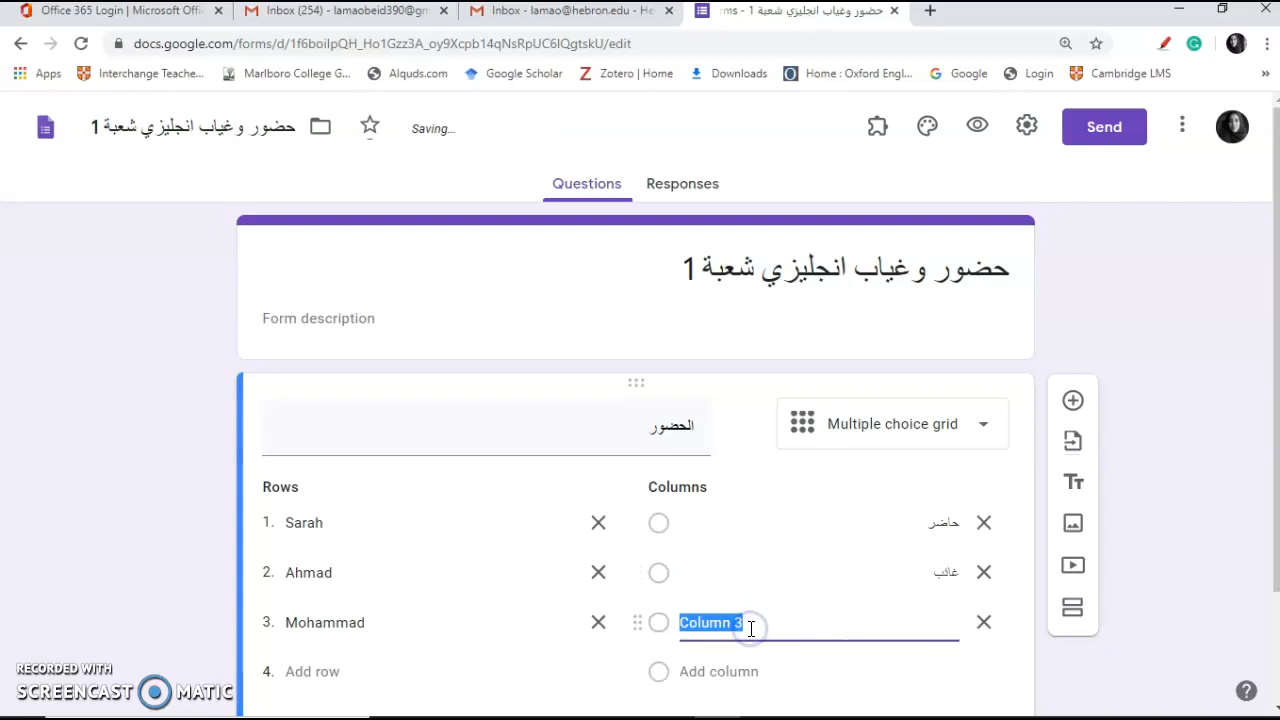 Office 365 Login | Microsoft Office
Inbox (254) - lamaobeid390@gm
Inbox - lamao@hebron.edu - He
حضور وغياب انجليزي شعبة 1 - rms
docs.google.com/forms/d/1f6boilpQH_Ho1Gzz3A_oy9Xcpb14qNsRpUC6IQgtskU/edit
Apps
Interchange Teache...
Marlboro College G...
Alquds.com
Google Scholar
Zotero | Home
Downloads
Home : Oxford Engl...
Google
Login
Cambridge LMS
»
حضور وغياب انجليزي شعبة 1
Saving...
Send
Questions
Responses
حضور وغياب انجليزي شعبة 1
Form description
الحضور
Multiple choice grid
Rows
Columns
1. Sarah
حاضر
2. Ahmad
غائب
3. Mohammad
Column 3
4. Add row
Add column
RECORDED WITH
SCREENCAST MATIC